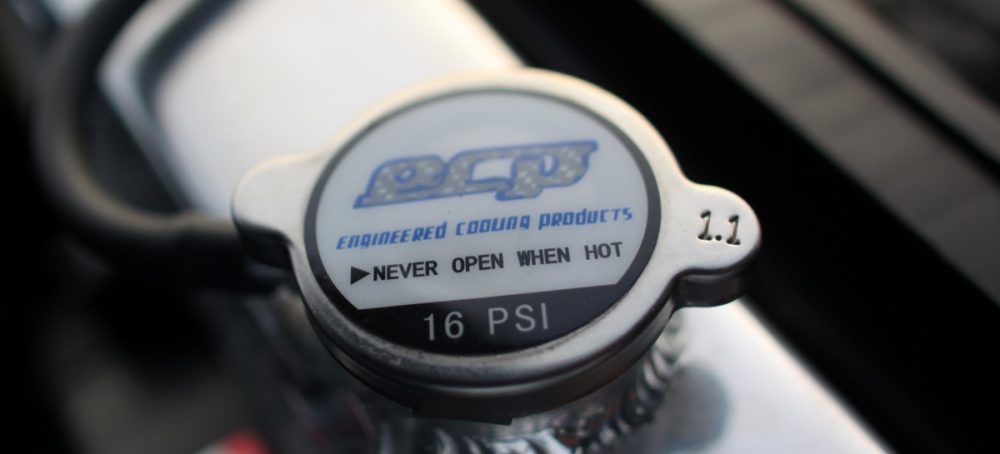 ecp
ENGINEERED COOLING PRODUCTS
▶NEVER OPEN WHEN HOT
16 PSI
1.1